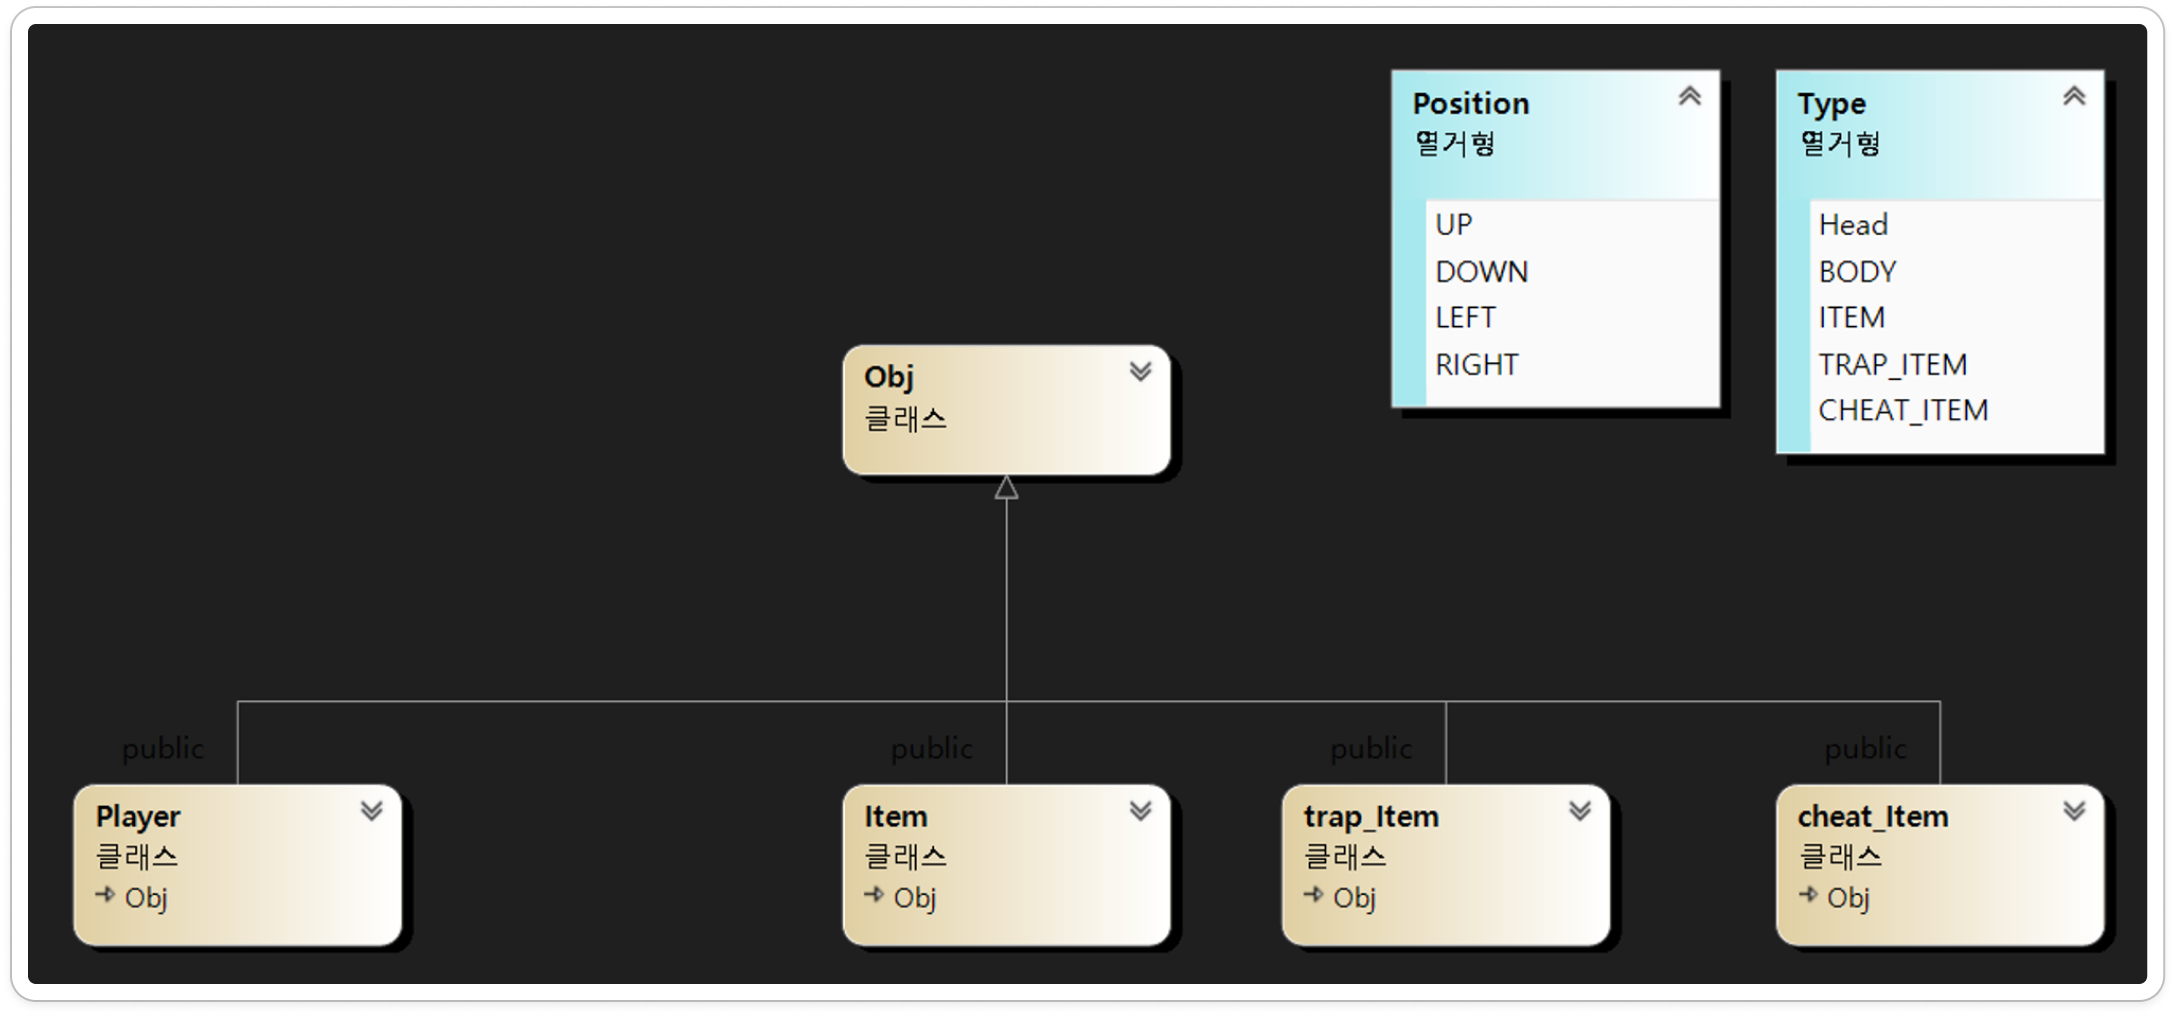 Position
열거형
UP
DOWN
LEFT
RIGHT
Type
열거형
Head
BODY
ITEM
TRAP_ITEM
CHEAT_ITEM
Obj
클래스
public
public
public
public
Player
클래스
Obj
Item
클래스
Obj
trap_Item
클래스
Obj
cheat_Item
클래스
Obj